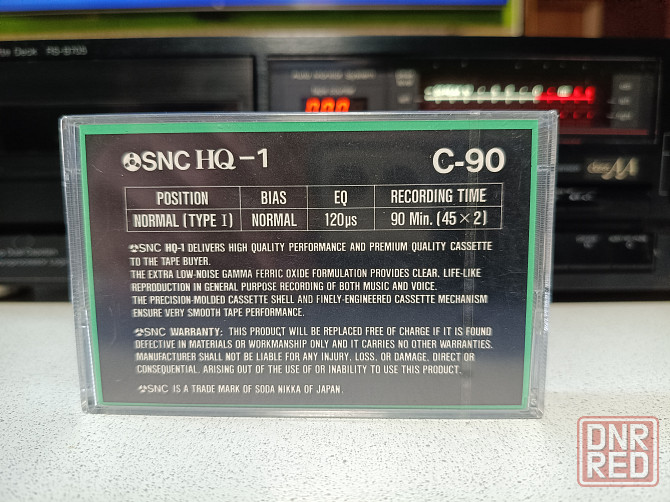 RS-B705
Auto monitor system
SNC HQ-1 C-90
POSITION BIAS EQ RECORDING TIME
NORMAL (TYPE I) NORMAL 120µs 90 Min. (45×2)
SNC HQ-1 DELIVERS HIGH QUALITY PERFORMANCE AND PREMIUM QUALITY CASSETTE
TO THE TAPE BUYER.
THE EXTRA LOW-NOISE GAMMA FERRIC OXIDE FORMULATION PROVIDES CLEAR, LIFE-LIKE
REPRODUCTION IN GENERAL PURPOSE RECORDING OF BOTH MUSIC AND VOICE.
THE PRECISION-MOLDED CASSETTE SHELL AND FINELY-ENGINEERED CASSETTE MECHANISM
ENSURE VERY SMOOTH TAPE PERFORMANCE.
SNC WARRANTY: THIS PRODUCT WILL BE REPLACED FREE OF CHARGE IF IT IS FOUND
DEFECTIVE IN MATERIALS OR WORKMANSHIP ONLY AND IT CARRIES NO OTHER WARRANTIES.
MANUFACTURER SHALL NOT BE LIABLE FOR ANY INJURY, LOSS, OR DAMAGE, DIRECT OR
CONSEQUENTIAL, ARISING OUT OF THE USE OF OR INABILITY TO USE THIS PRODUCT.
SNC IS A TRADE MARK OF SODA NIKKA OF JAPAN.
DNR
RED